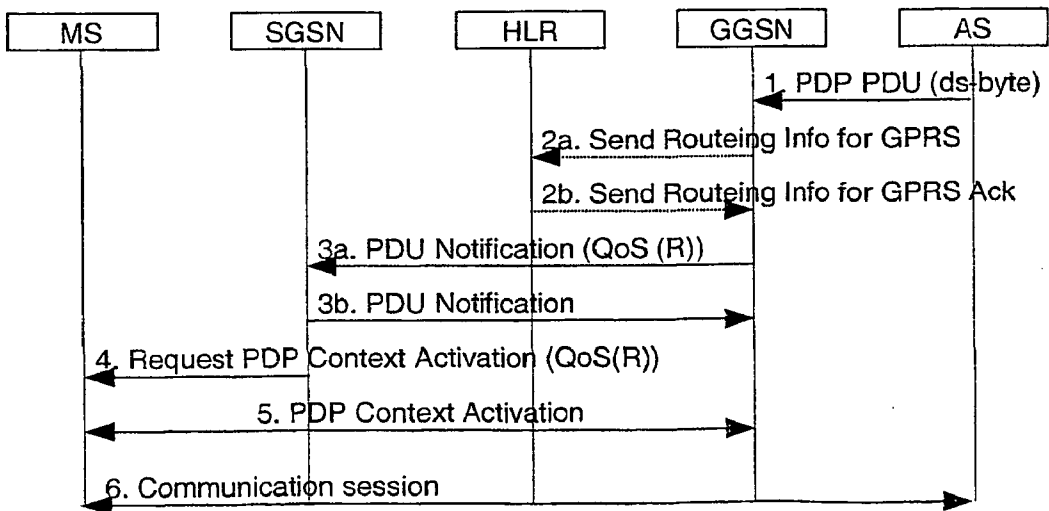 MS SGSN HLR GGSN AS
1. PDP PDU (ds-byte)
2a. Send Routeing Info for GPRS
2b. Send Routeing Info for GPRS Ack
3a. PDU Notification (QoS (R))
3b. PDU Notification
4. Request PDP Context Activation (QoS(R))
5. PDP Context Activation
6. Communication session